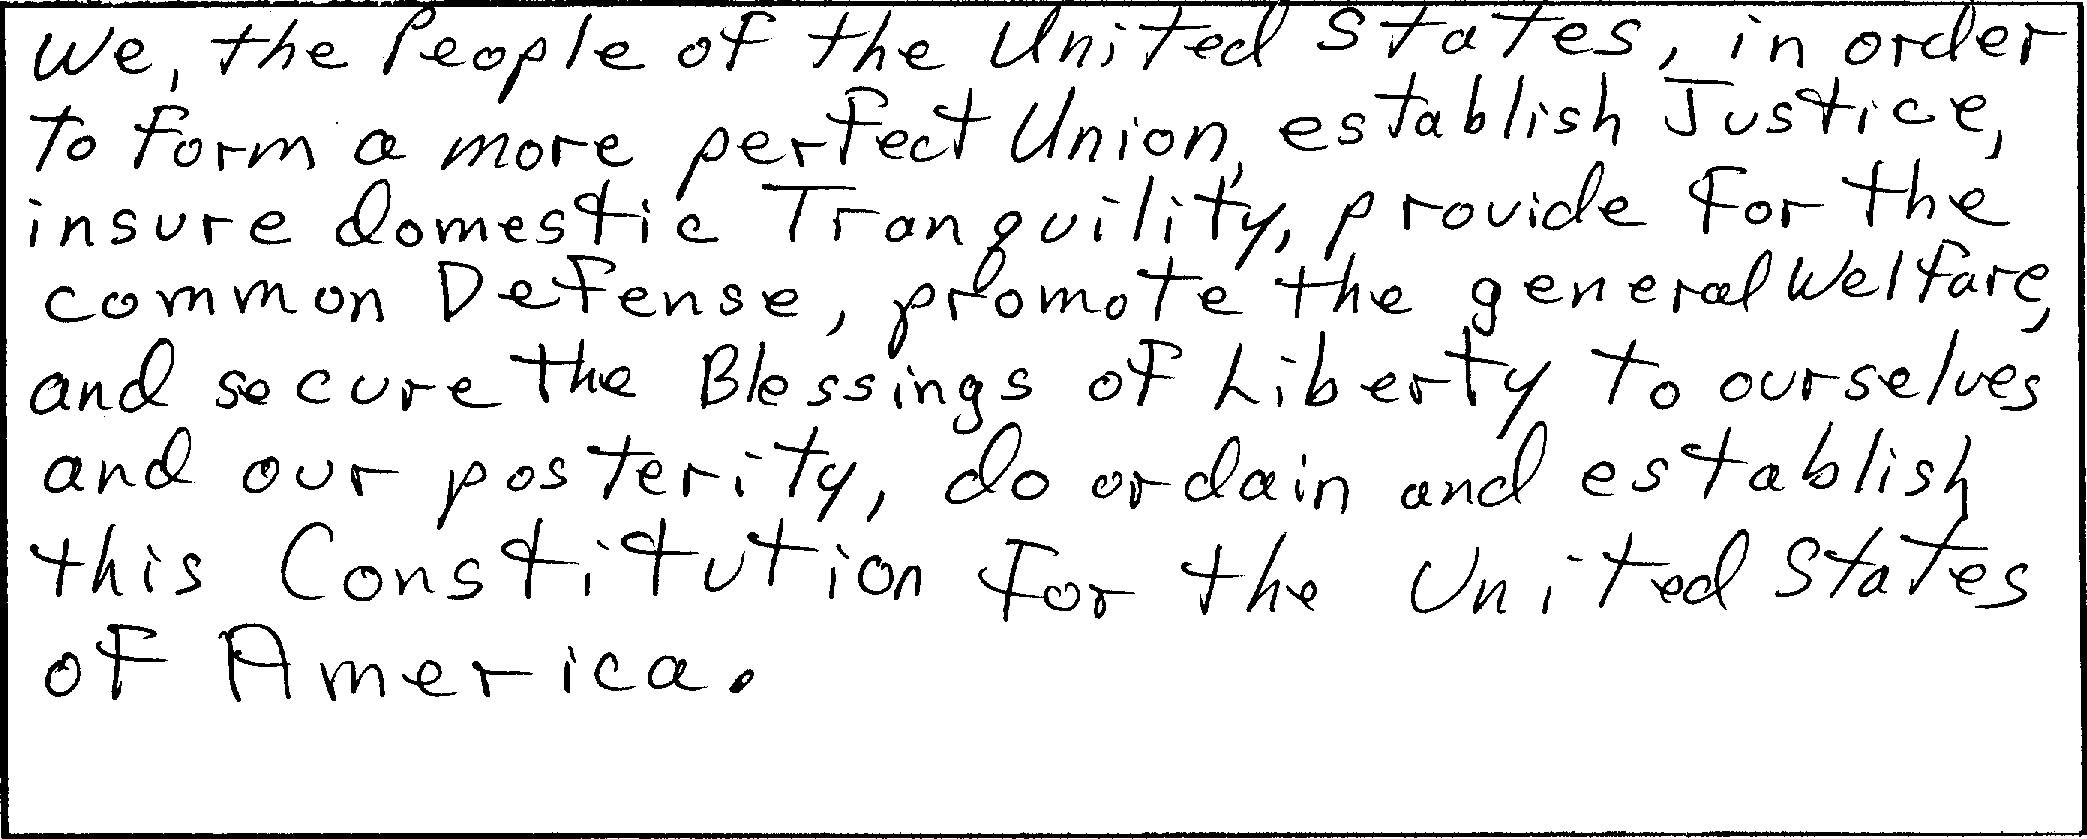 We, the People of the United States, in order
to form a more perfect Union, establish Justice,
insure domestic Tranquility, provide for the
common Defense, promote the general Welfare,
and secure the Blessings of Liberty to ourselves
and our posterity, do ordain and establish
this Constitution for the United States
of America.